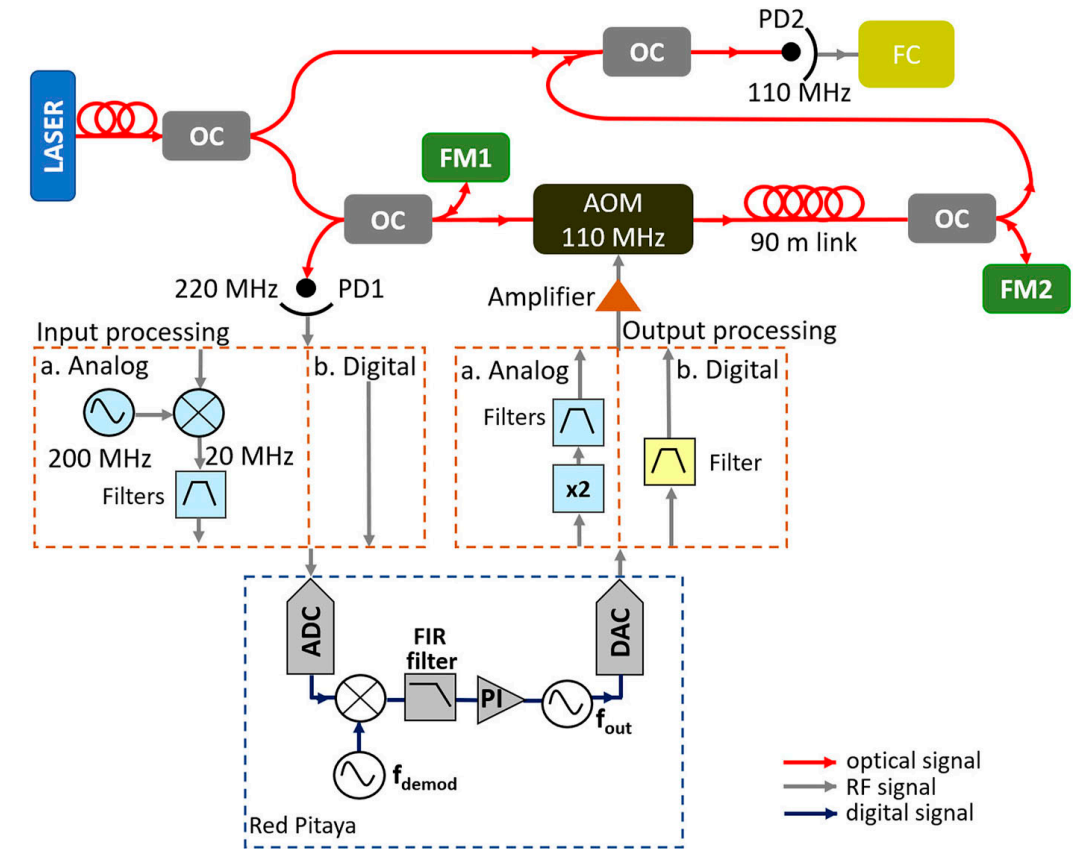 PD2
OC
FC
110 MHz
LASER
OC
FM1
OC
AOM
110 MHz
OC
90 m link
FM2
220 MHz
PD1
Amplifier
Input processing
Output processing
a. Analog
b. Digital
a. Analog
b. Digital
Filters
200 MHz
20 MHz
Filter
Filters
x2
ADC
DAC
FIR
filter
PI
fout
fdemod
optical signal
RF signal
digital signal
Red Pitaya